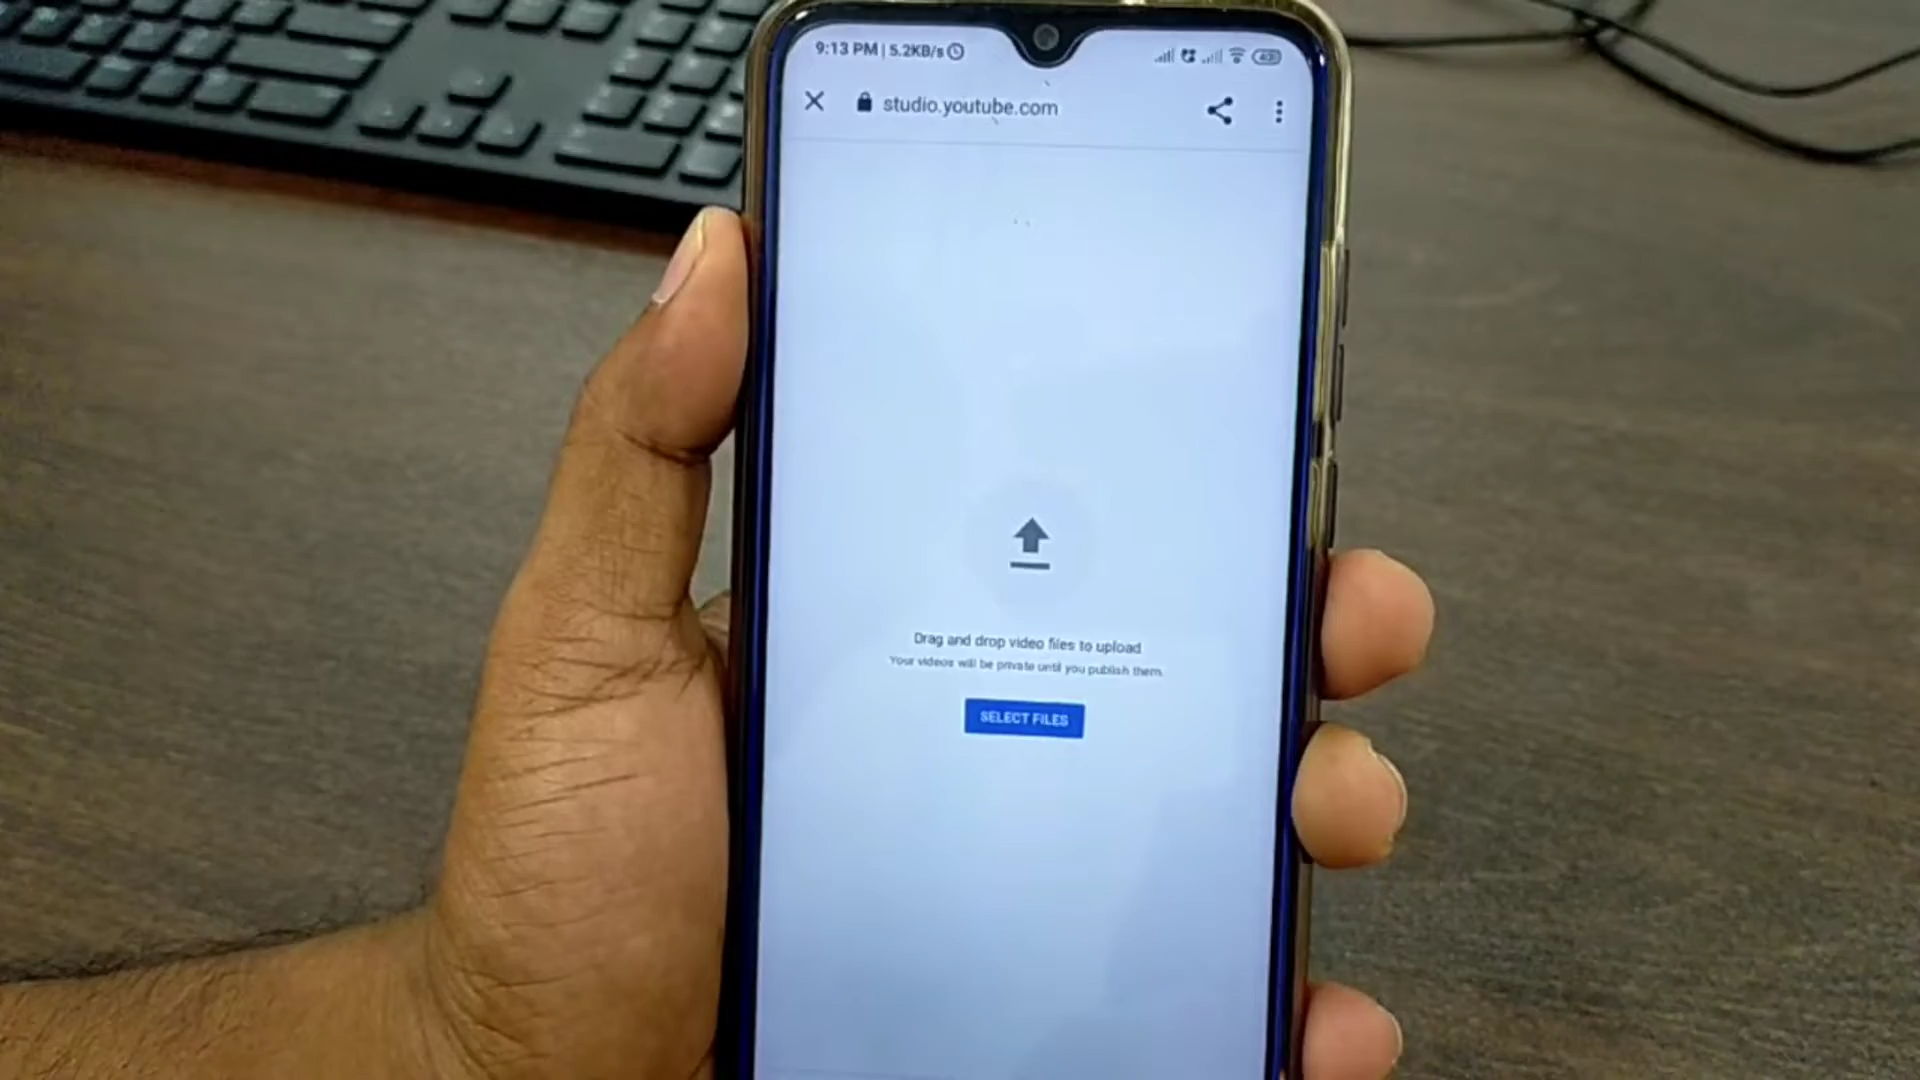 9:13 PM | 5.2KB/s
studio.youtube.com
Drag and drop video files to upload
Your videos will be private until you publish them.
SELECT FILES